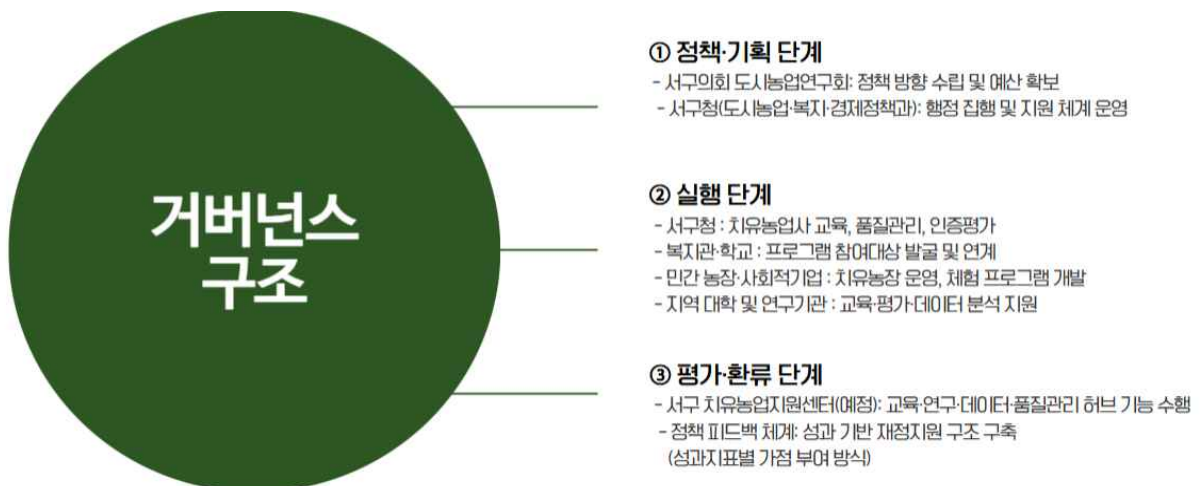 거버넌스
구조
① 정책·기획 단계
- 서구의회 도시농업연구회: 정책 방향 수립 및 예산 확보
- 서구청(도시농업·복지·경제정책과): 행정 집행 및 지원 체계 운영
② 실행 단계
- 서구청 : 치유농업사 교육, 품질관리, 인증평가
- 복지관·학교 : 프로그램 참여대상 발굴 및 연계
- 민간 농장·사회적기업 : 치유농장 운영, 체험 프로그램 개발
- 지역 대학 및 연구기관 : 교육·평가·데이터 분석 지원
③ 평가·환류 단계
- 서구 치유농업지원센터(예정): 교육·연구·데이터·품질관리 허브 기능 수행
- 정책 피드백 체계: 성과 기반 재정지원 구조 구축
(성과지표별 가점 부여 방식)